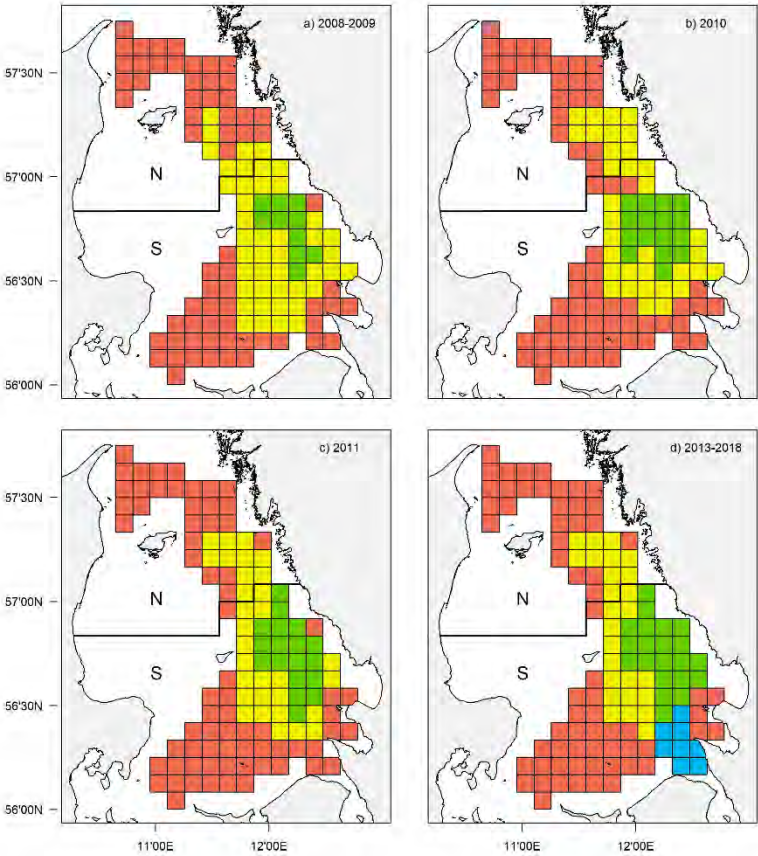 a) 2008-2009
b) 2010
57'30N
57'00N
N
N
S
S
56'30N
56'00N
c) 2011
d) 2013-2018
57'30N
57'00N
N
N
S
S
56'30N
56'00N
11'00E
12'00E
11'00E
12'00E